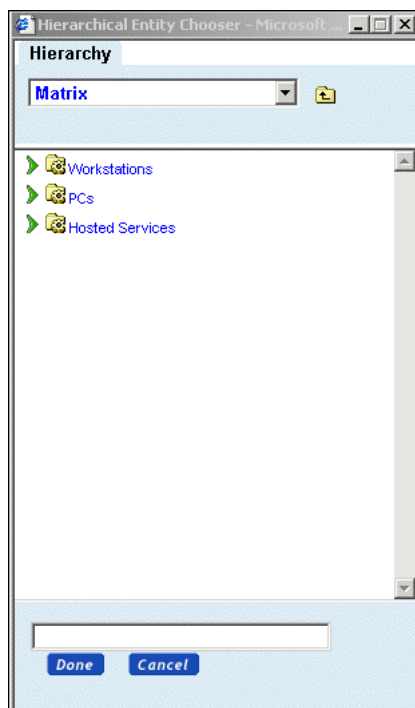 Hierarchical Entity Chooser - Microsoft ...
Hierarchy
Matrix
Workstations
PCs
Hosted Services
Done Cancel